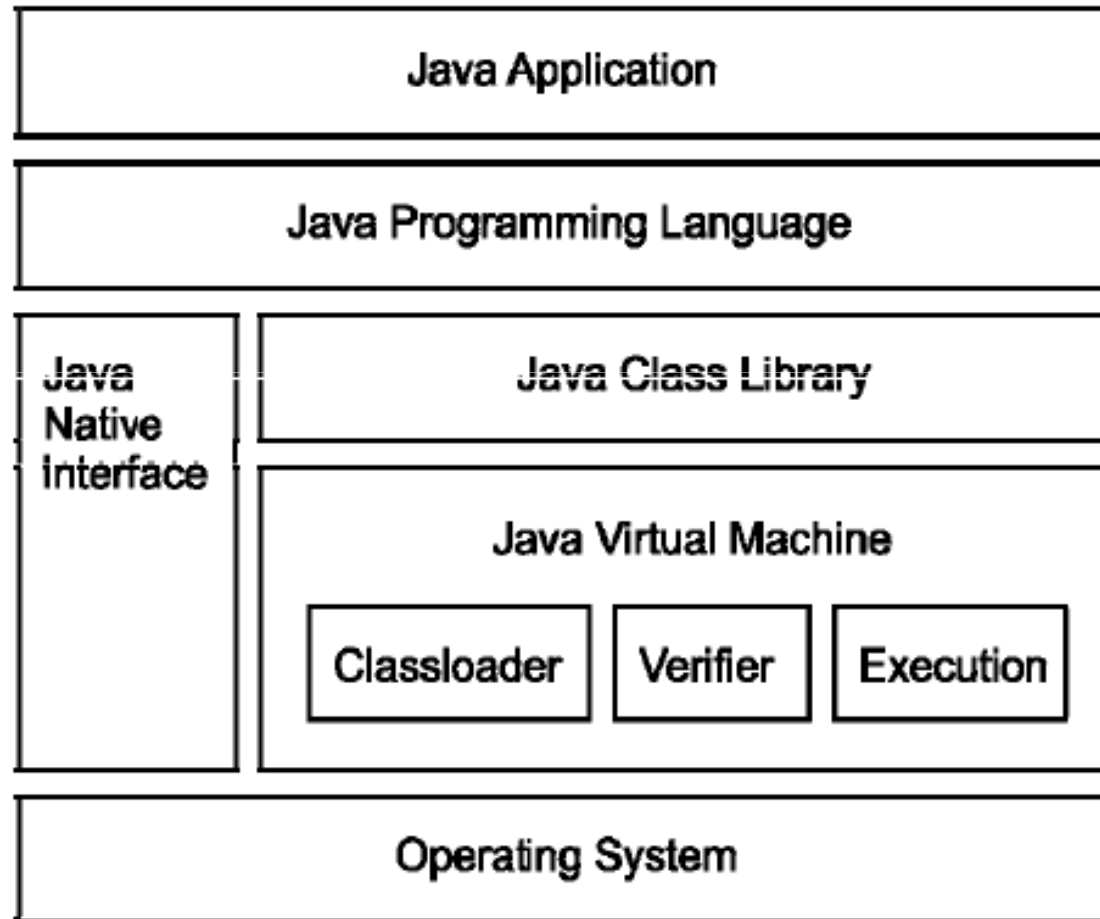 Java Application
Java Programming Language
Java
Native
Interface
Java Class Library
Java Virtual Machine
Classloader
Verifier
Execution
Operating System